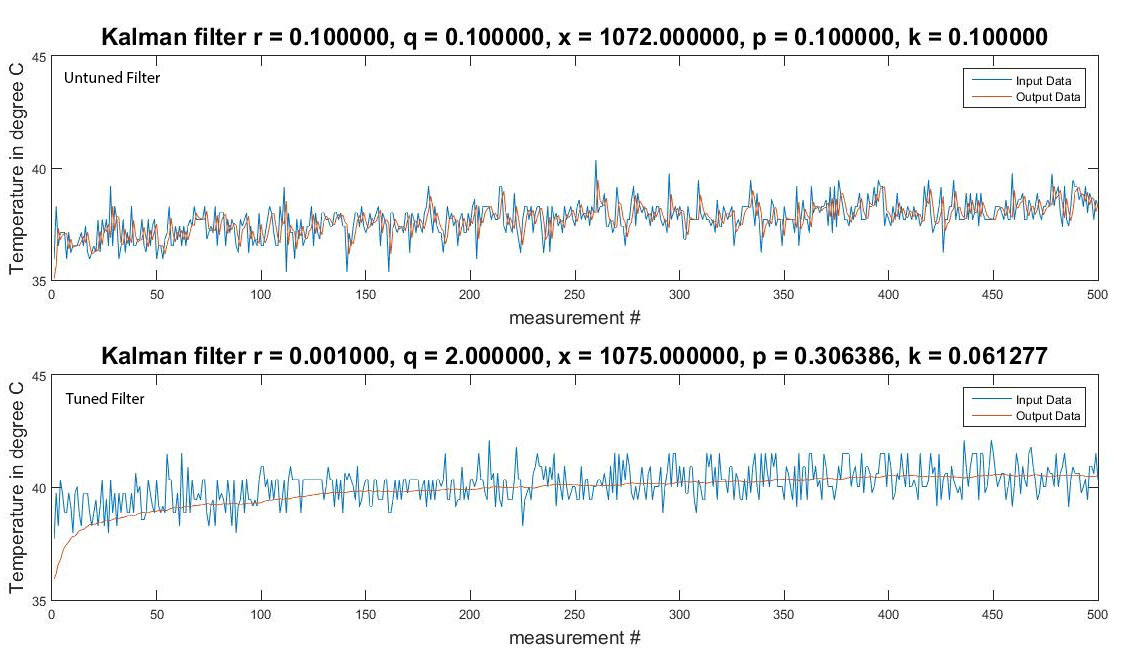 Kalman filter r = 0.100000, q = 0.100000, x = 1072.000000, p = 0.100000, k = 0.100000
Temperature in degree C
45
40
35
Untuned Filter
Input Data
Output Data
0 50 100 150 200 250 300 350 400 450 500
measurement #
Kalman filter r = 0.001000, q = 2.000000, x = 1075.000000, p = 0.306386, k = 0.061277
Temperature in degree C
45
40
35
Tuned Filter
Input Data
Output Data
0 50 100 150 200 250 300 350 400 450 500
measurement #